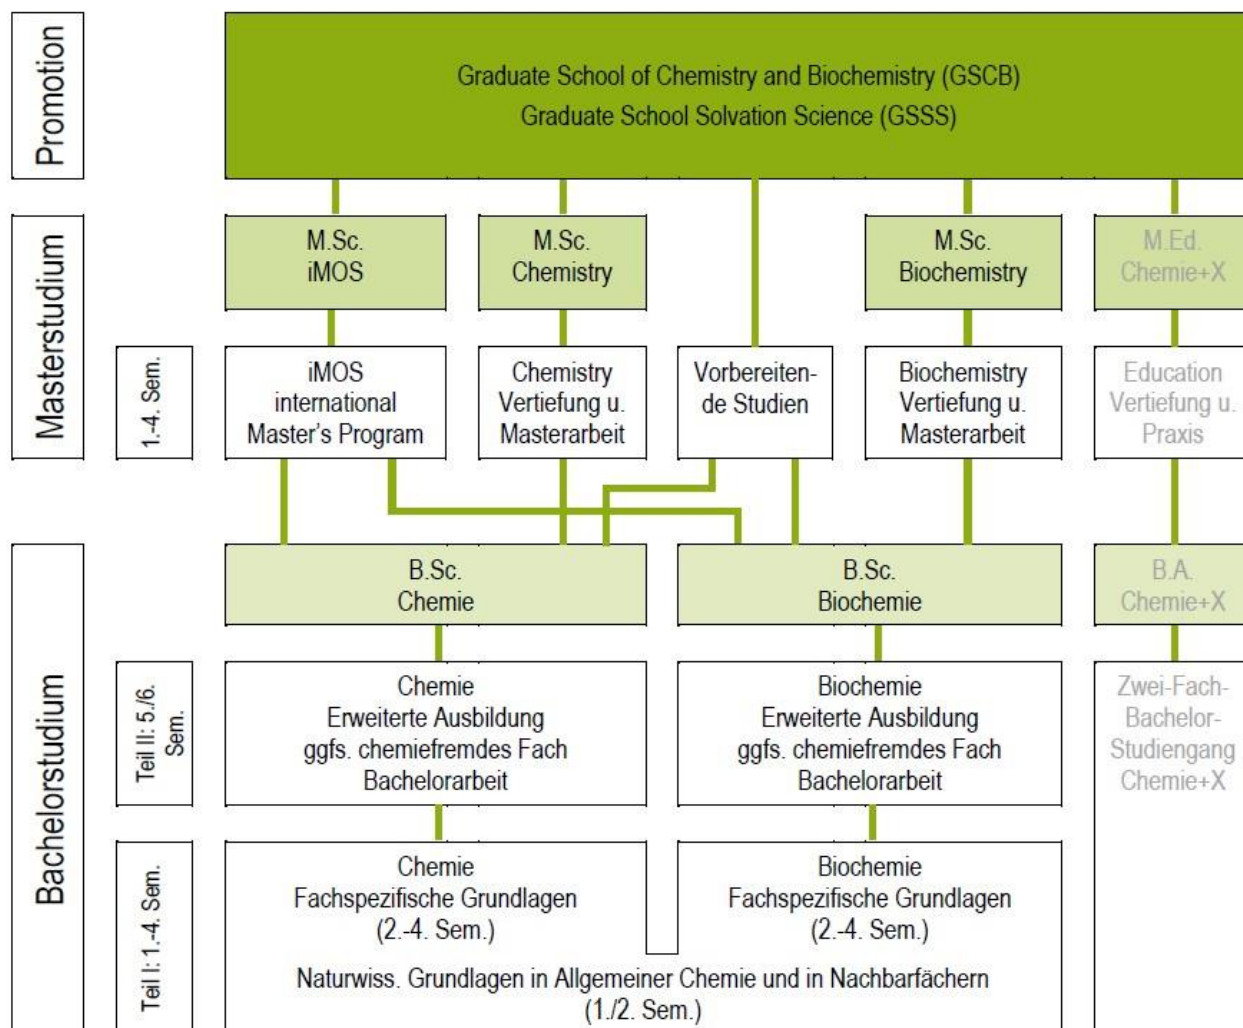 Promotion
Graduate School of Chemistry and Biochemistry (GSCB)
Graduate School Solvation Science (GSSS)
Masterstudium
M.Sc.
iMOS
M.Sc.
Chemistry
M.Sc.
Biochemistry
M.Ed.
Chemie+X
1.-4. Sem.
iMOS
international
Master's Program
Chemistry
Vertiefung u.
Masterarbeit
Vorbereiten-
de Studien
Biochemistry
Vertiefung u.
Masterarbeit
Education
Vertiefung u.
Praxis
Bachelorstudium
B.Sc.
Chemie
B.Sc.
Biochemie
B.A.
Chemie+X
Teil II: 5./6.
Sem.
Chemie
Erweiterte Ausbildung
ggfs. chemiefremdes Fach
Bachelorarbeit
Biochemie
Erweiterte Ausbildung
ggfs. chemiefremdes Fach
Bachelorarbeit
Zwei-Fach-
Bachelor-
Studiengang
Chemie+X
Teil I: 1.-4. Sem.
Chemie
Fachspezifische Grundlagen
(2.-4. Sem.)
Biochemie
Fachspezifische Grundlagen
(2.-4. Sem.)
Naturwiss. Grundlagen in Allgemeiner Chemie und in Nachbarfächern
(1./2. Sem.)